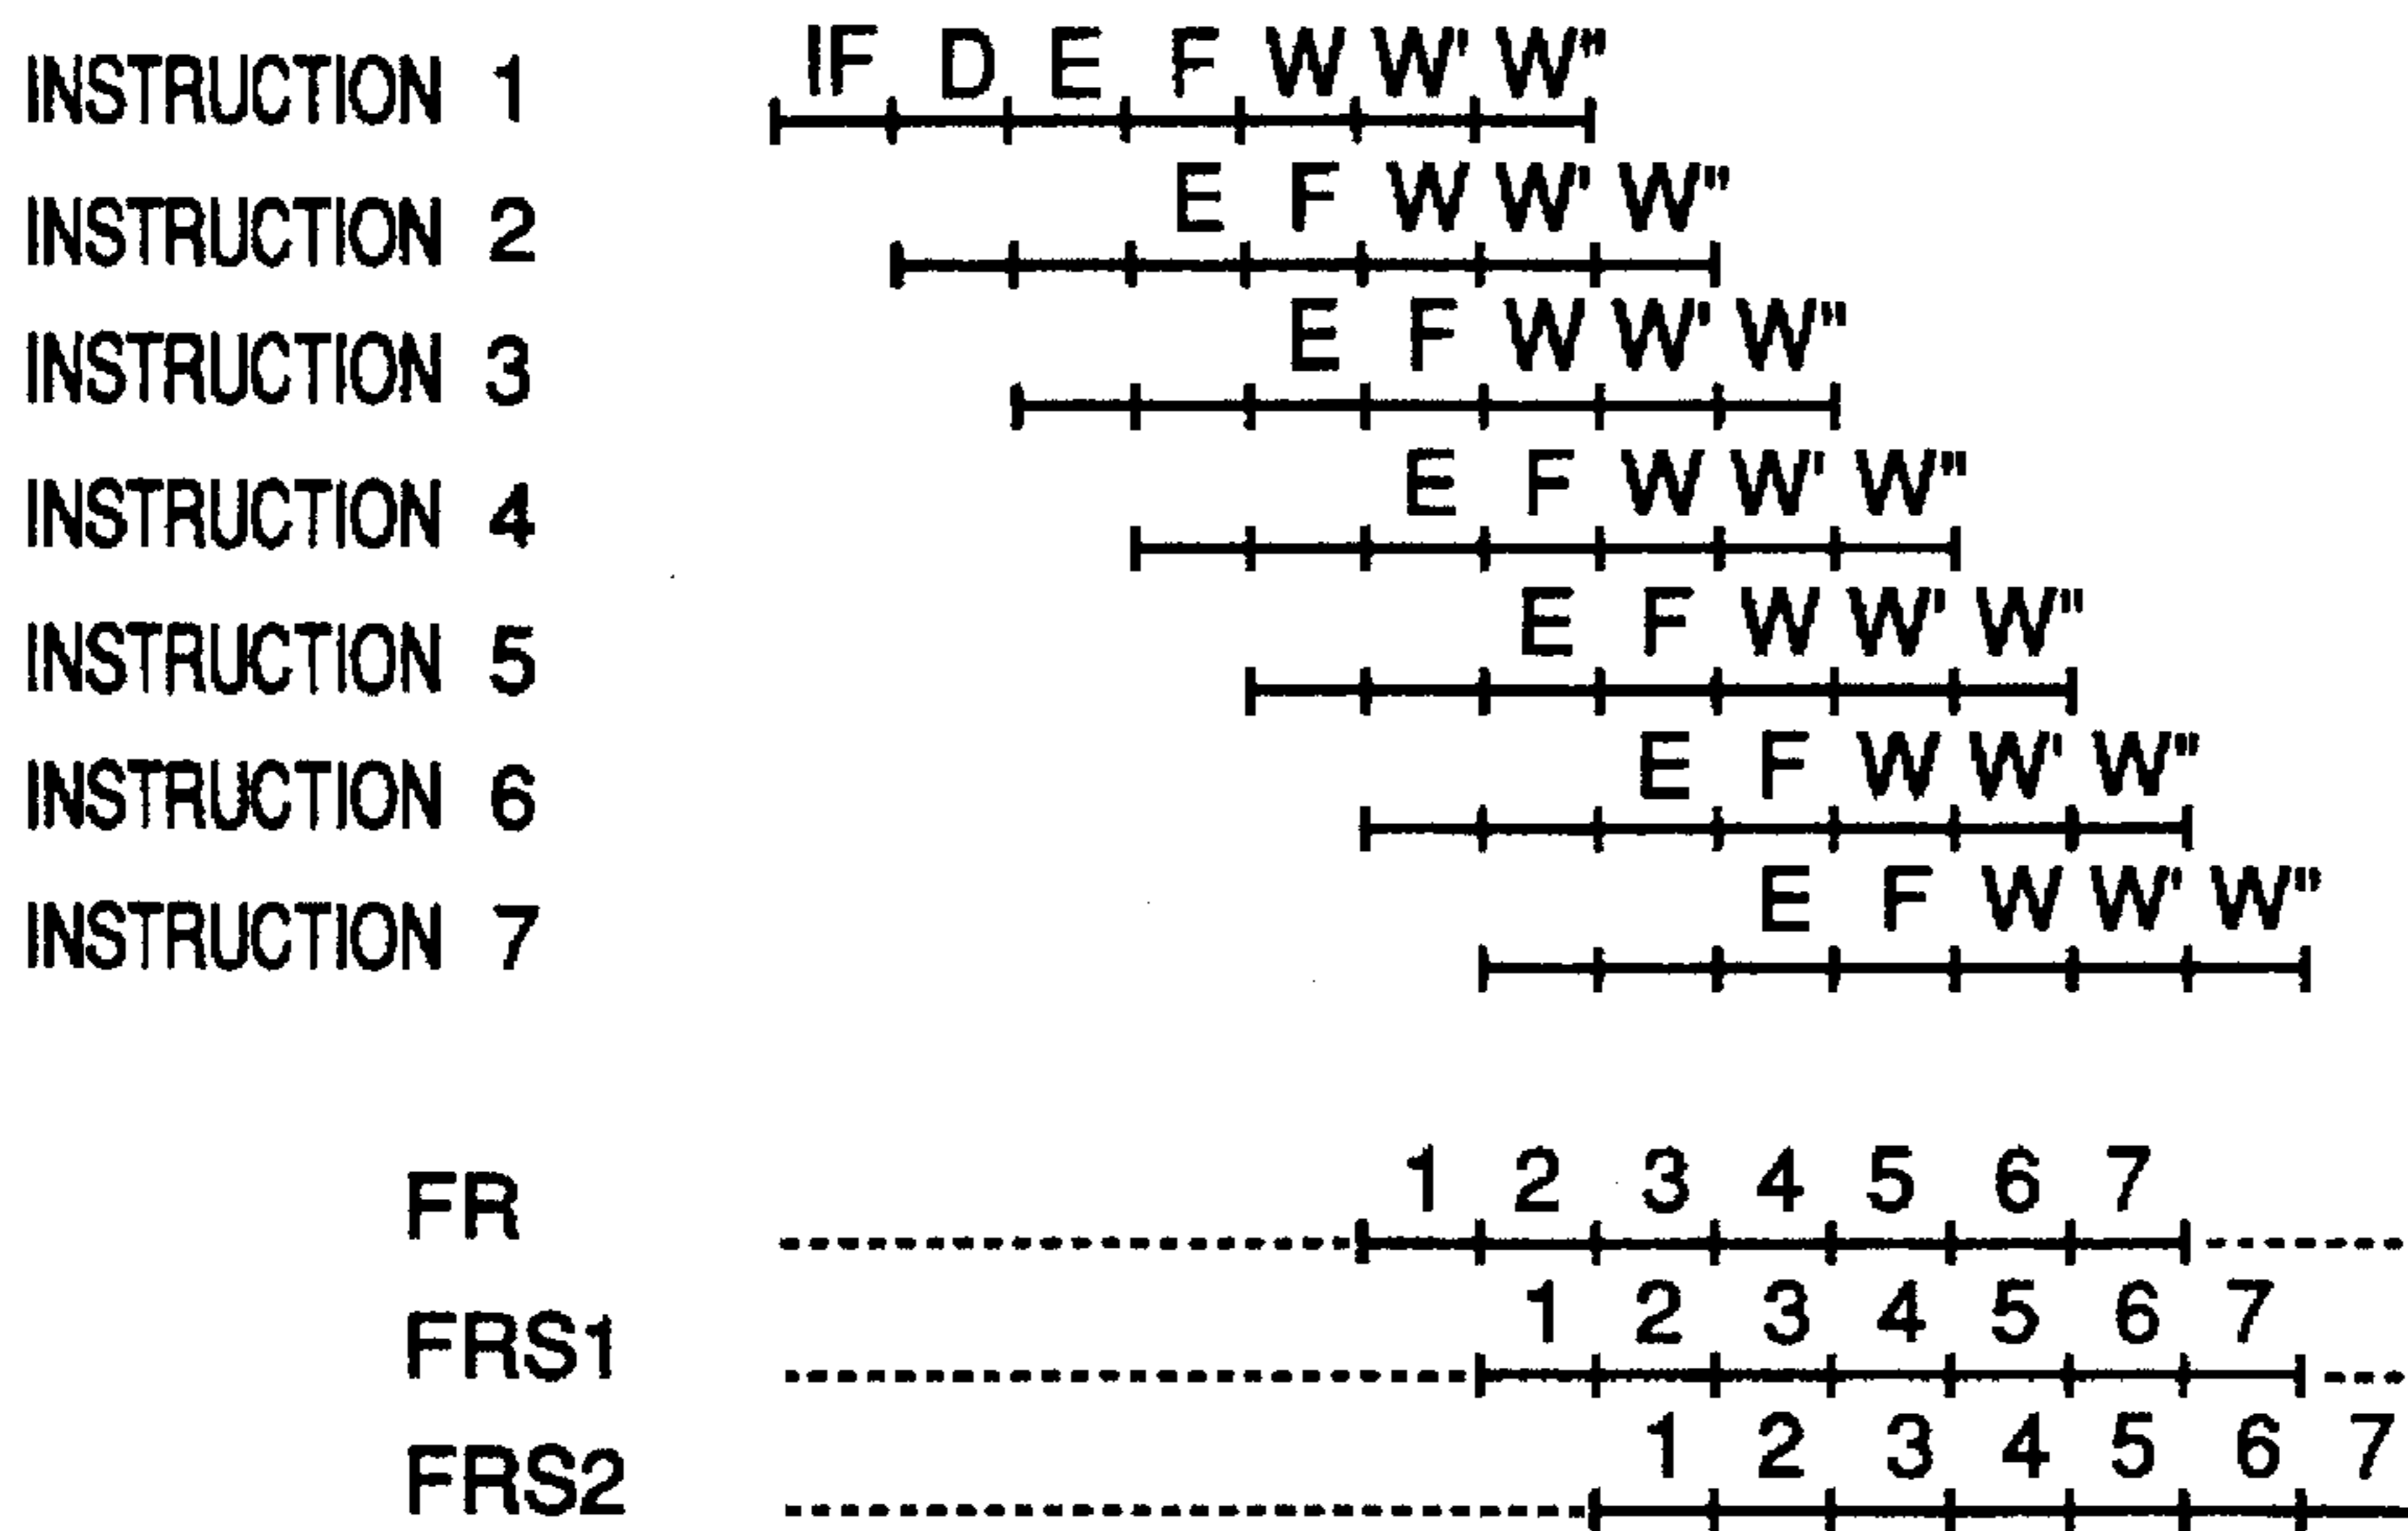 INSTRUCTION 1 IF D E F W W' W"
INSTRUCTION 2 E F W W' W"
INSTRUCTION 3 E F W W' W"
INSTRUCTION 4 E F W W' W"
INSTRUCTION 5 E F W W' W"
INSTRUCTION 6 E F W W' W"
INSTRUCTION 7 E F W W' W"
FR 1 2 3 4 5 6 7
FRS1 1 2 3 4 5 6 7
FRS2 1 2 3 4 5 6 7